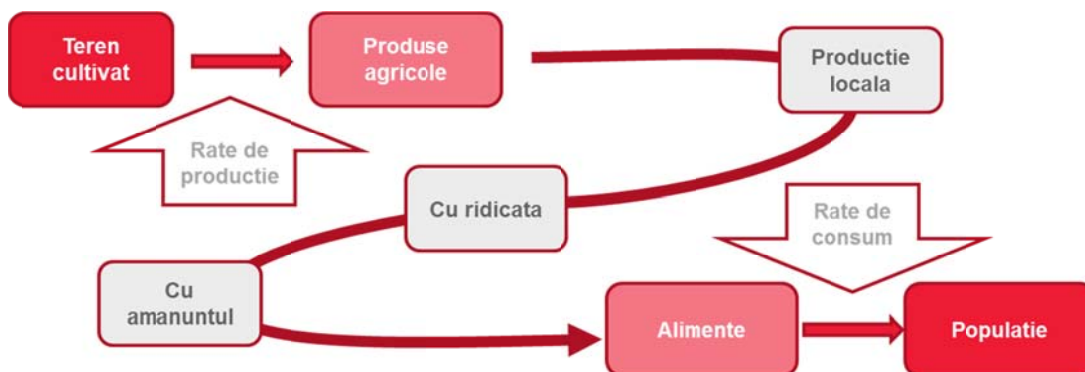 Teren
cultivat
Produse
agricole
Productie
locala
Rate de
productie
Cu ridicata
Rate de
consum
Cu
amanuntul
Alimente
Populatie